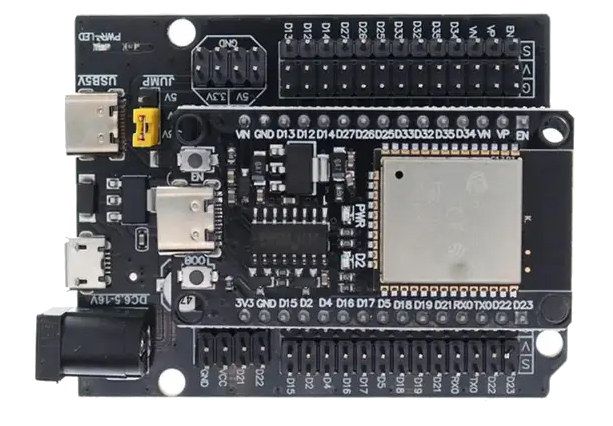 D13 D12 D14 D27 D26 D25 D33 D32 D35 D34 VN VP EN
S
V
G
PWR-LED
USB5V
JUMP
5V
GND
3.3V 5V
VIN GND D13 D12 D14 D27 D26 D25 D33 D32 D35 D34 VN VP EN
EN
PWR
D2
DC6.5-16V
3V3 GND D15 D2 D4 D16 D17 D5 D18 D19 D21 RX0 TX0 D22 D23
G
V
S
GND VCC D21 D22
D15 D2 D4 D16 D17 D5 D18 D19 D21 RX0 TX0 D22 D23